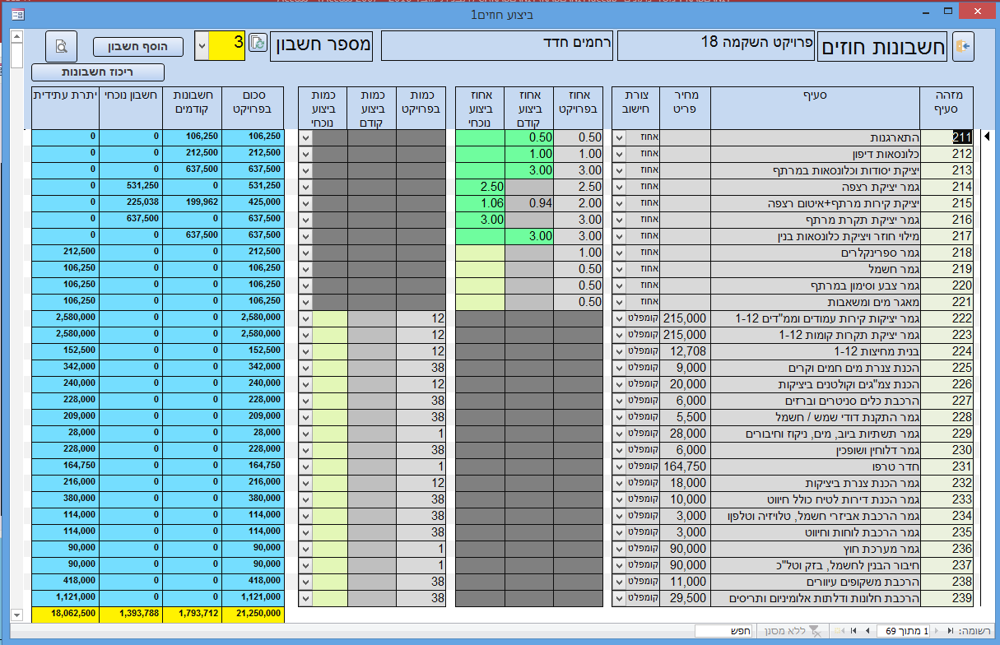 ביצוע חוזים1
חשבונות חוזים פרויקט השקמה 18 רחמים חדד מספר חשבון 3 הוסף חשבון
ריכוז חשבונות
מזהה סעיף סעיף מחיר פריט צורת חישוב אחוז בפרויקט אחוז ביצוע קודם אחוז ביצוע נוכחי כמות בפרויקט כמות ביצוע קודם כמות ביצוע נוכחי סכום בפרויקט חשבונות קודמים חשבון נוכחי יתרת עתידית
211 התארגנות אחוז 0.50 0.50 106,250 106,250 0 0
212 כלונסאות דיפון אחוז 1.00 1.00 212,500 212,500 0 0
213 יציקת יסודות וכלונסאות במרתף אחוז 3.00 3.00 637,500 637,500 0 0
214 גמר יציקת רצפה אחוז 2.50 2.50 531,250 0 531,250 0
215 יציקת קירות מרתף+איטום רצפה אחוז 2.00 0.94 1.06 425,000 199,962 225,038 0
216 גמר יציקת תקרת מרתף אחוז 3.00 3.00 637,500 0 637,500 0
217 מילוי חוזר ויציקת כלונסאות בנין אחוז 3.00 3.00 637,500 637,500 0 0
218 גמר ספרינקלרים אחוז 1.00 212,500 0 0 212,500
219 גמר חשמל אחוז 0.50 106,250 0 0 106,250
220 גמר צבע וסימון במרתף אחוז 0.50 106,250 0 0 106,250
221 מאגר מים ומשאבות אחוז 0.50 106,250 0 0 106,250
222 גמר יציקות קירות עמודים וממ"דים 1-12 215,000 קומפלט 12 2,580,000 0 0 2,580,000
223 גמר יציקת תקרות קומות 1-12 215,000 קומפלט 12 2,580,000 0 0 2,580,000
224 בנית מחיצות 1-12 12,708 קומפלט 12 152,500 0 0 152,500
225 הכנת צנרת מים חמים וקרים 9,000 קומפלט 38 342,000 0 0 342,000
226 הכנת צמ"גים וקולטנים ביציקות 20,000 קומפלט 12 240,000 0 0 240,000
227 הרכבת כלים סניטרים וברזים 6,000 קומפלט 38 228,000 0 0 228,000
228 גמר התקנת דודי שמש / חשמל 5,500 קומפלט 38 209,000 0 0 209,000
229 גמר תשתיות ביוב, מים, ניקוז וחיבורים 28,000 קומפלט 1 28,000 0 0 28,000
230 גמר דלוחין ושופכין 6,000 קומפלט 38 228,000 0 0 228,000
231 חדר טרפו 164,750 קומפלט 1 164,750 0 0 164,750
232 גמר הכנת צנרת ביציקות 18,000 קומפלט 12 216,000 0 0 216,000
233 גמר הכנת דירות לטיח כולל חיווט 10,000 קומפלט 38 380,000 0 0 380,000
234 גמר הרכבת אביזרי חשמל, טלויזיה וטלפון 3,000 קומפלט 38 114,000 0 0 114,000
235 גמר הרכבת לוחות וחיווט 3,000 קומפלט 38 114,000 0 0 114,000
236 גמר מערכת חוץ 90,000 קומפלט 1 90,000 0 0 90,000
237 חיבור הבנין לחשמל, בזק וטל"כ 90,000 קומפלט 1 90,000 0 0 90,000
238 הרכבת משקופים עיוורים 11,000 קומפלט 38 418,000 0 0 418,000
239 הרכבת חלונות ודלתות אלומיניום ותריסים 29,500 קומפלט 38 1,121,000 0 0 1,121,000
21,250,000 1,793,712 1,393,788 18,062,500
רשומה: 1 מתוך 69 ללא מסנן חפש